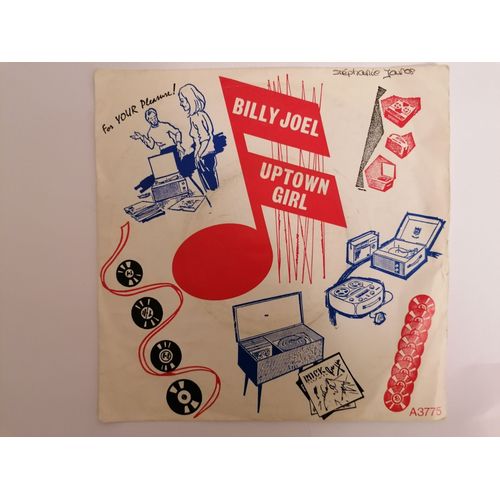 For YOUR Pleasure!
BILLY JOEL
UPTOWN
GIRL
A3775